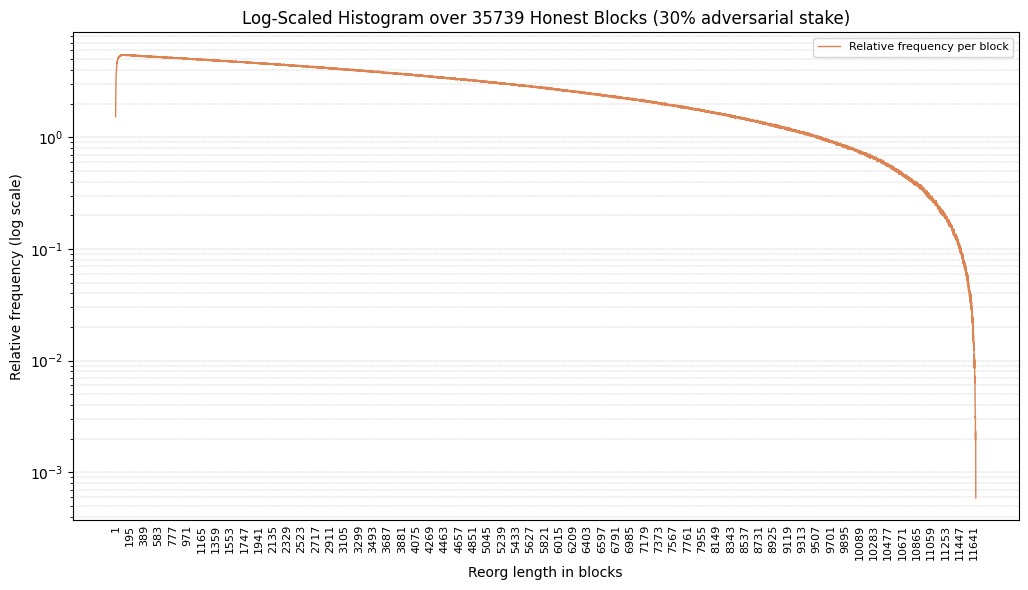 Log-Scaled Histogram over 35739 Honest Blocks (30% adversarial stake)
Relative frequency per block
Relative frequency (log scale)
10^0
10^-1
10^-2
10^-3
1 195 389 583 777 971 1165 1359 1553 1747 1941 2135 2329 2523 2717 2911 3105 3299 3493 3687 3881 4075 4269 4463 4657 4851 5045 5239 5433 5627 5821 6015 6209 6403 6597 6791 6985 7179 7373 7567 7761 7955 8149 8343 8537 8731 8925 9119 9313 9507 9701 9895 10089 10283 10477 10671 10865 11059 11253 11447 11641
Reorg length in blocks